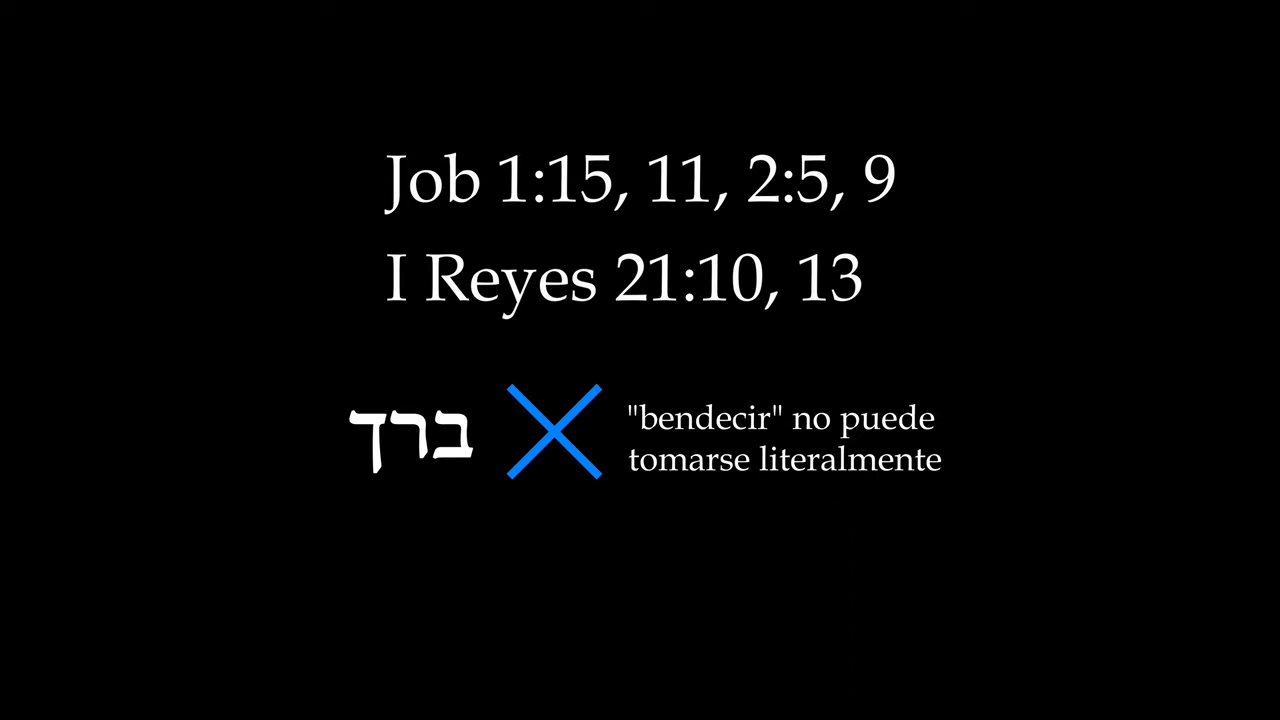 Job 1:15, 11, 2:5, 9
I Reyes 21:10, 13
ברך
"bendecir" no puede
tomarse literalmente